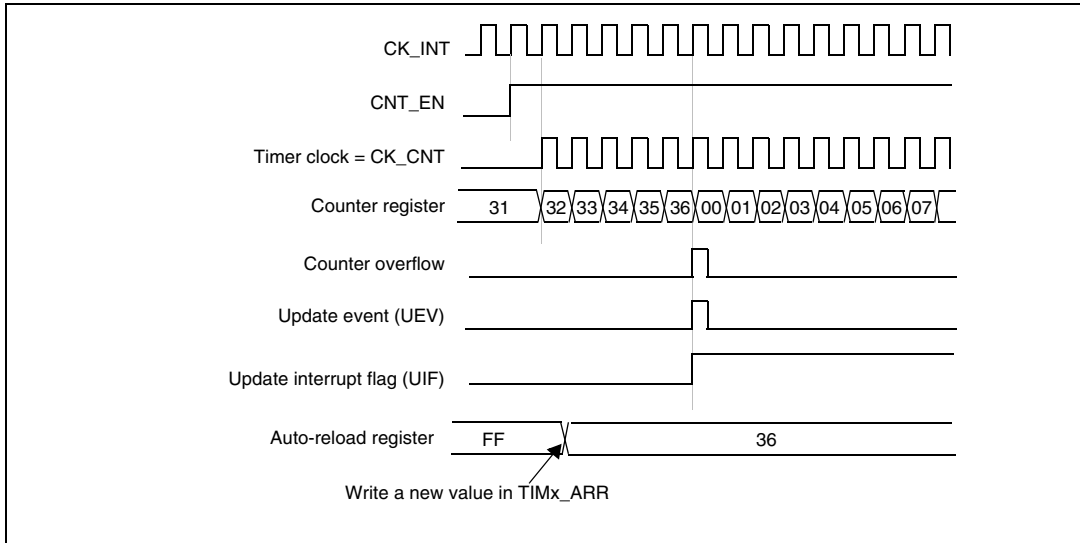 CK_INT
CNT_EN
Timer clock = CK_CNT
Counter register
31 32 33 34 35 36 00 01 02 03 04 05 06 07
Counter overflow
Update event (UEV)
Update interrupt flag (UIF)
Auto-reload register
FF 36
Write a new value in TIMx_ARR